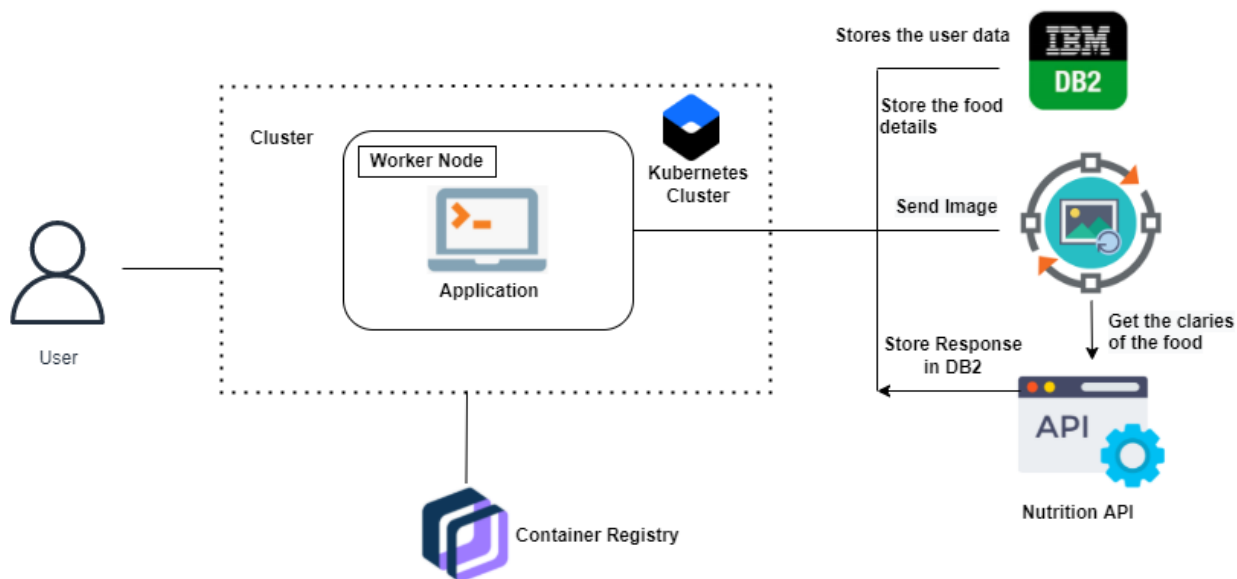 Stores the user data
IBM
DB2
Store the food
details
Cluster
Worker Node
Kubernetes
Cluster
Send Image
Application
User
Get the claries
of the food
Store Response
in DB2
API
Nutrition API
Container Registry